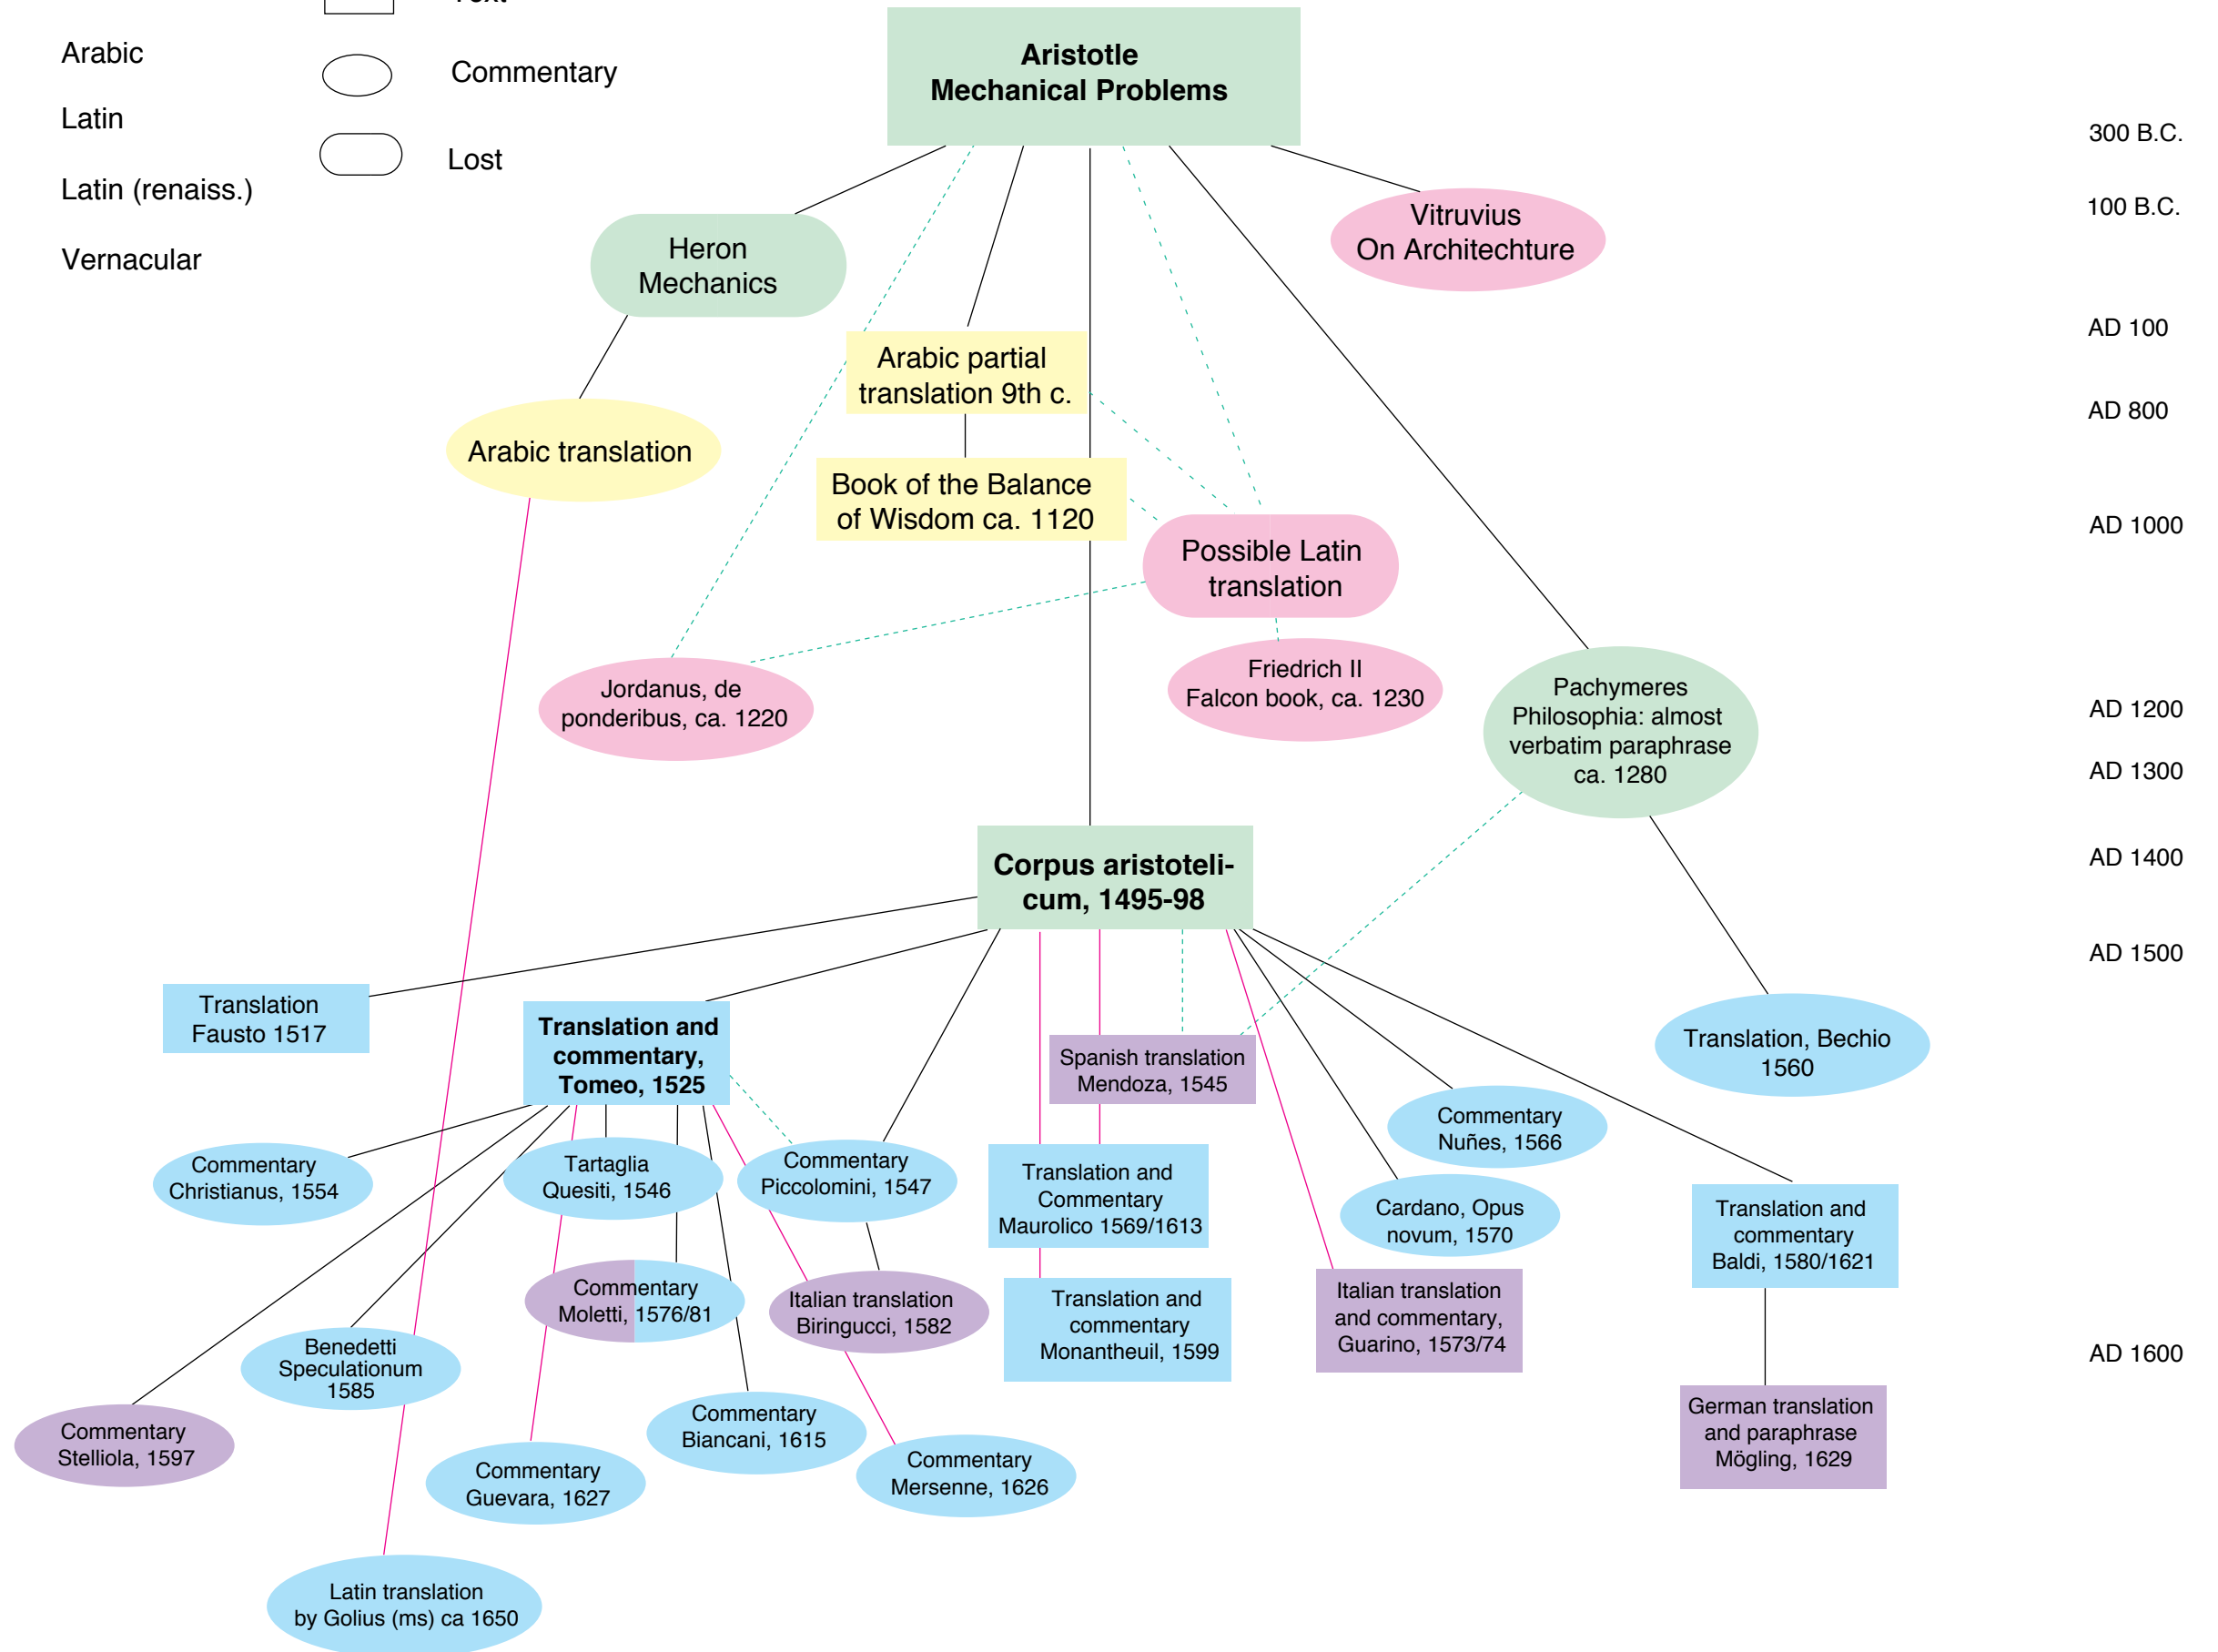 Text
Arabic
Commentary
Latin
Lost
Latin (renaiss.)
Vernacular
Aristotle
Mechanical Problems
300 B.C.
100 B.C.
AD 100
AD 800
AD 1000
AD 1200
AD 1300
AD 1400
AD 1500
AD 1600
Vitruvius
On Architechture
Heron
Mechanics
Arabic partial
translation 9th c.
Arabic translation
Book of the Balance
of Wisdom ca. 1120
Possible Latin
translation
Jordanus, de
ponderibus, ca. 1220
Friedrich II
Falcon book, ca. 1230
Pachymeres
Philosophia: almost
verbatim paraphrase
ca. 1280
Corpus aristoteli-
cum, 1495-98
Translation
Fausto 1517
Translation and
commentary,
Tomeo, 1525
Spanish translation
Mendoza, 1545
Translation, Bechio
1560
Commentary
Christianus, 1554
Tartaglia
Quesiti, 1546
Commentary
Piccolomini, 1547
Translation and
Commentary
Maurolico 1569/1613
Commentary
Nuñes, 1566
Cardano, Opus
novum, 1570
Translation and
commentary
Baldi, 1580/1621
Commentary
Moletti, 1576/81
Italian translation
Biringucci, 1582
Translation and
commentary
Monantheuil, 1599
Italian translation
and commentary,
Guarino, 1573/74
Benedetti
Speculationum
1585
Commentary
Stelliola, 1597
Commentary
Guevara, 1627
Commentary
Biancani, 1615
Commentary
Mersenne, 1626
German translation
and paraphrase
Mögling, 1629
Latin translation
by Golius (ms) ca 1650